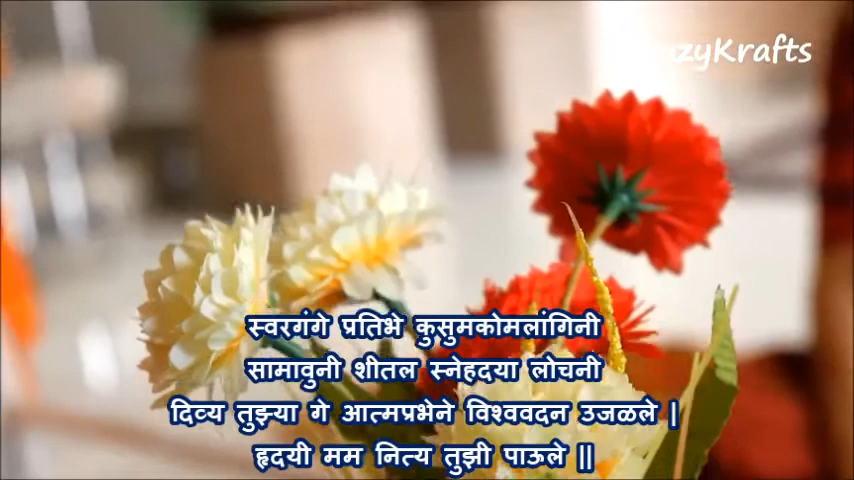 zyKrafts
स्वरगंगे प्रतिभे कुसुमकोमलांगिनी
सामावुनी शीतल स्नेहदया लोचनी
दिव्य तुझ्या गे आत्मप्रभेने विश्ववदन उजळले |
हृदयी मम नित्य तुझी पाऊले ||